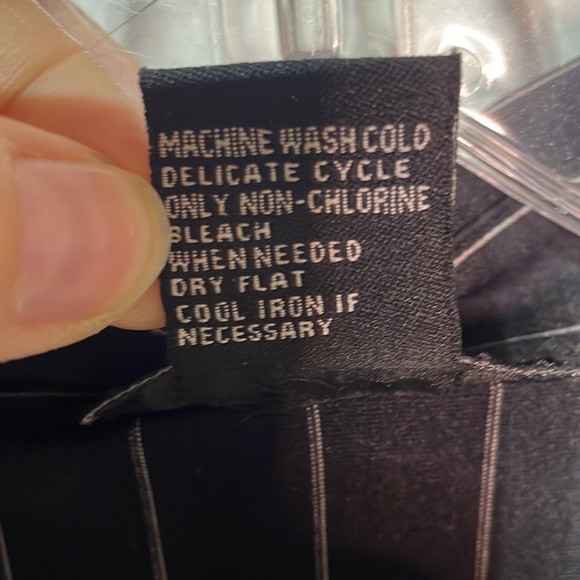 MACHINE WASH COLD
DELICATE CYCLE
ONLY NON-CHLORINE
BLEACH
WHEN NEEDED
DRY FLAT
COOL IRON IF
NECESSARY